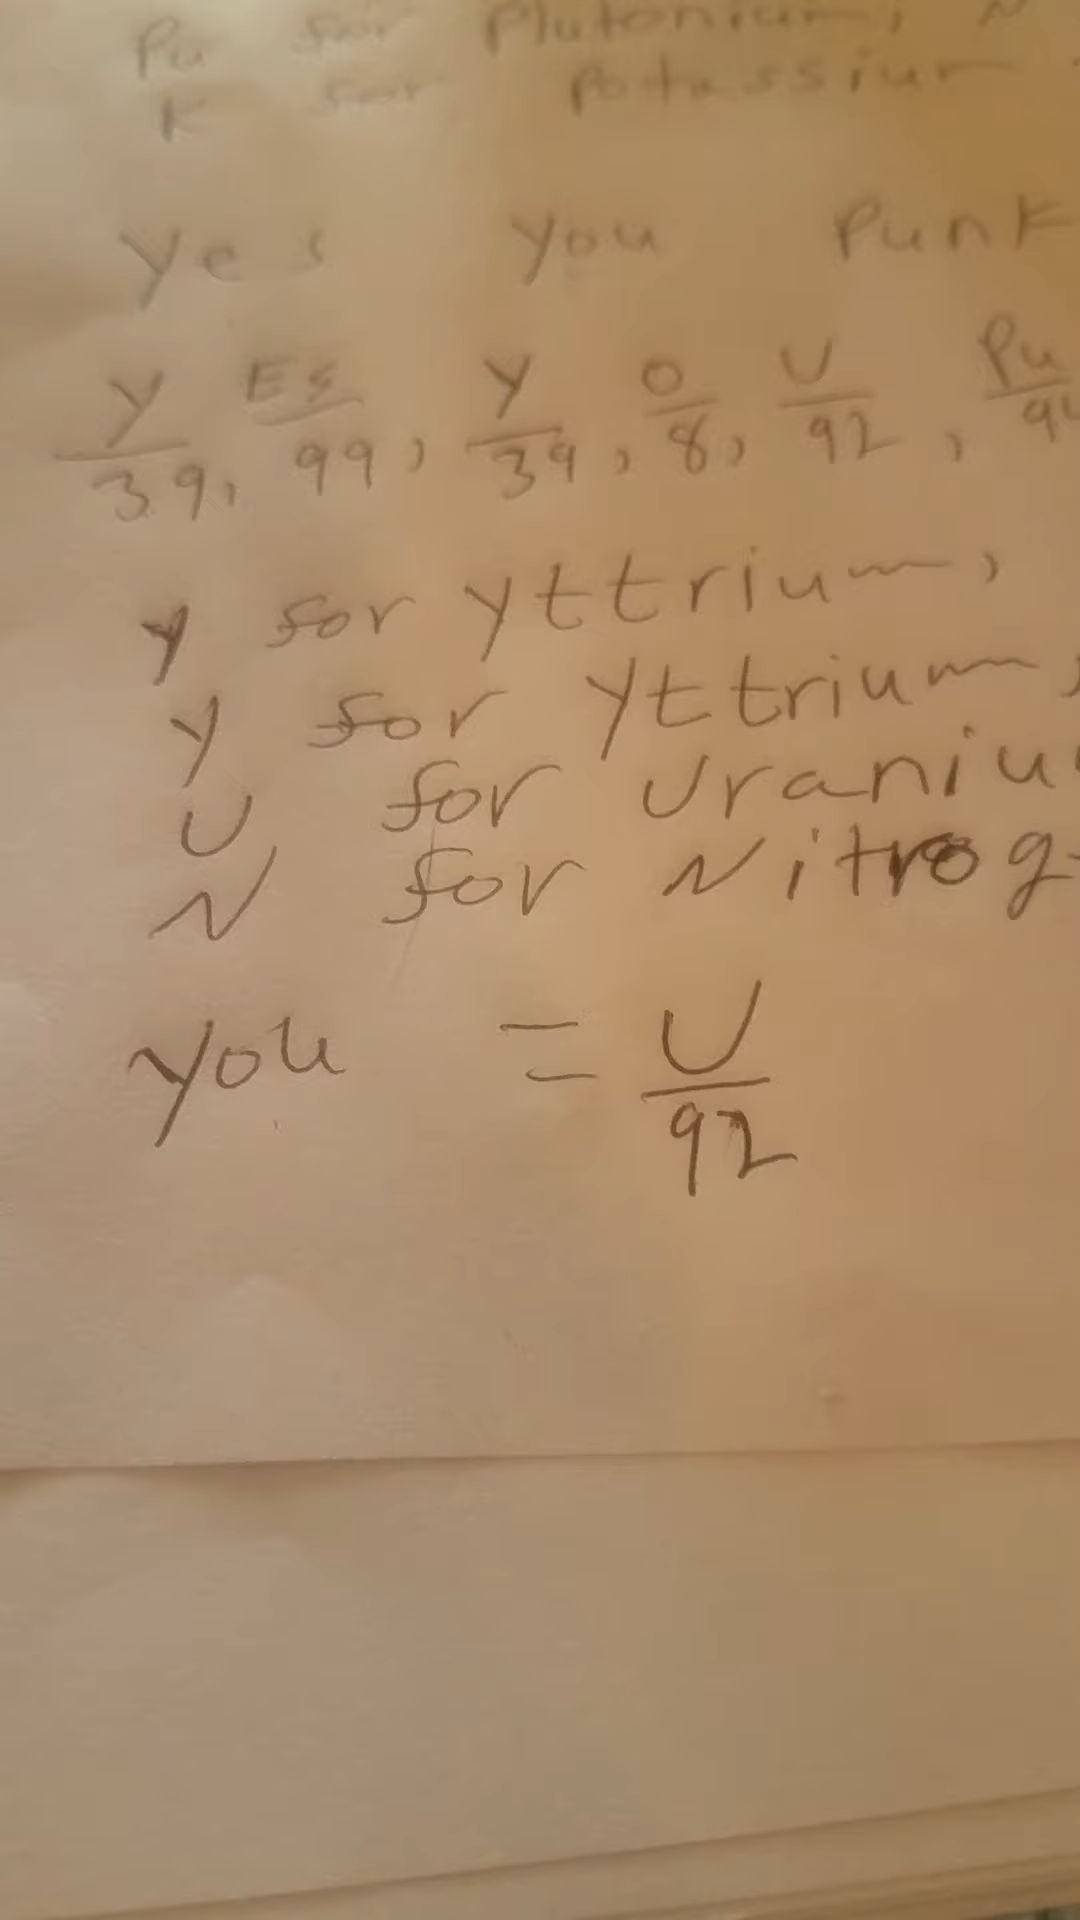 Pu for Plutonium, N
K for Potassium
Yes you Punk
Y Es Y O U Pu
39, 99, 39, 8, 92, 94
Y for Yttrium,
Y for Yttrium,
U for Uraniu
N for Nitrog
you = U
92